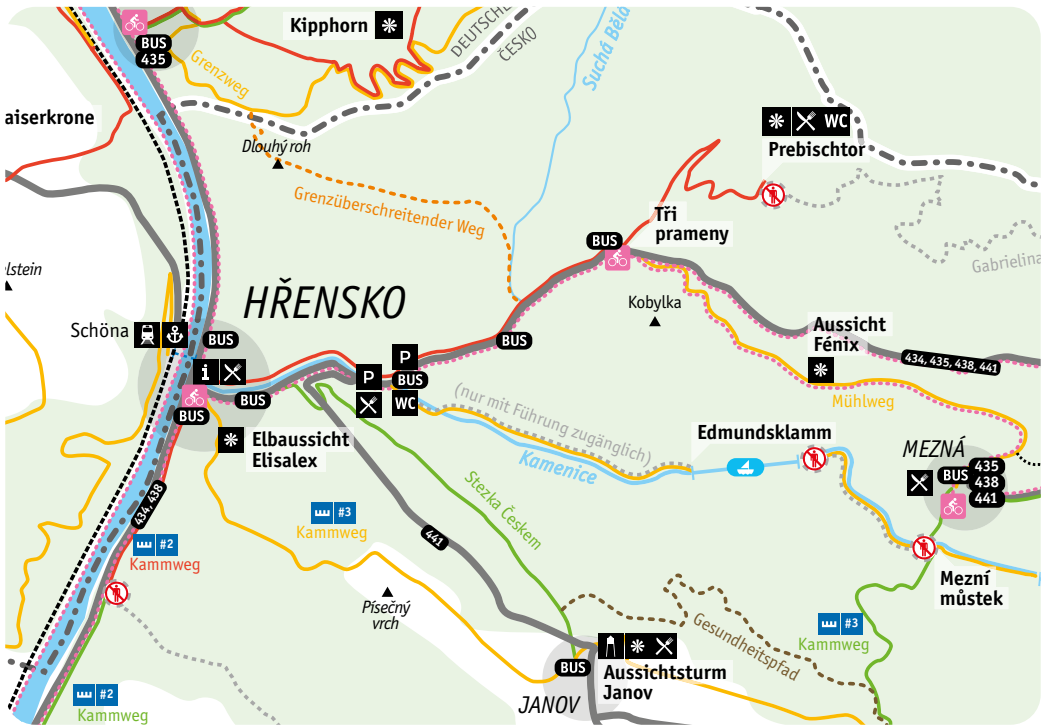 Kipphorn
BUS
435
DEUTSCHE
ČESKO
Grenzweg
Suchá Bělá
aiserkrone
Dlouhý roh
WC
Prebischtor
Grenzüberschreitender Weg
Tři
prameny
BUS
Gabrielina
lstein
HŘENSKO
Kobylka
Schöna
BUS
Aussicht
Fénix
BUS
434, 435, 438, 441
P
P
i
BUS
BUS
BUS
WC
(nur mit Führung zugänglich)
Mühlweg
Elbaussicht
Elisalex
Kamenice
Edmundsklamm
MEZNÁ
BUS
435
438
441
434, 438
Stezka Českem
#3
Kammweg
441
#2
Kammweg
Mezní
můstek
Písečný
vrch
Gesundheitspfad
#3
Kammweg
BUS
Aussichtsturm
Janov
JANOV
#2
Kammweg